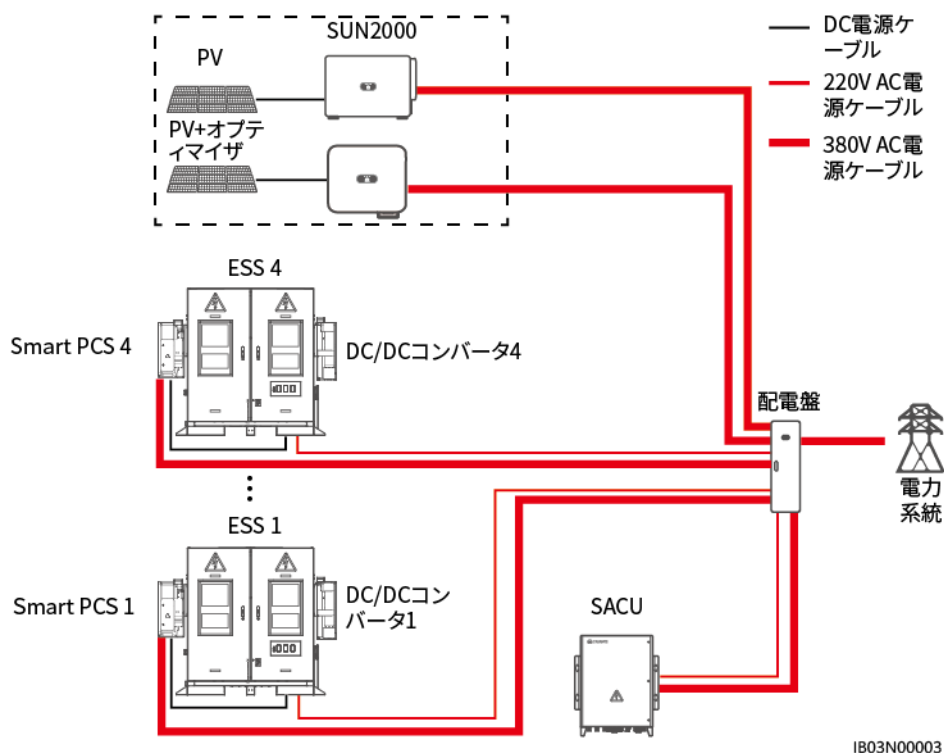 SUN2000
PV
PV+オプテ
ィマイザ
DC電源ケ
ーブル
220V AC電
源ケーブル
380V AC電
源ケーブル
ESS 4
Smart PCS 4
DC/DCコンバータ4
配電盤
電力
系統
ESS 1
Smart PCS 1
DC/DCコン
バータ1
SACU
IB03N00003